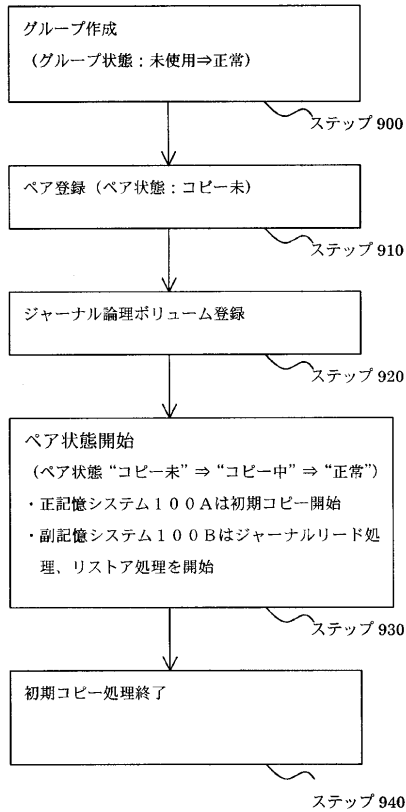 グループ作成
（グループ状態：未使用⇒正常）
ステップ 900
ペア登録（ペア状態：コピー未）
ステップ 910
ジャーナル論理ボリューム登録
ステップ 920
ペア状態開始
（ペア状態 “コピー未” ⇒ “コピー中” ⇒ “正常”）
・正記憶システム１００Ａは初期コピー開始
・副記憶システム１００Ｂはジャーナルリード処
理、リストア処理を開始
ステップ 930
初期コピー処理終了
ステップ 940